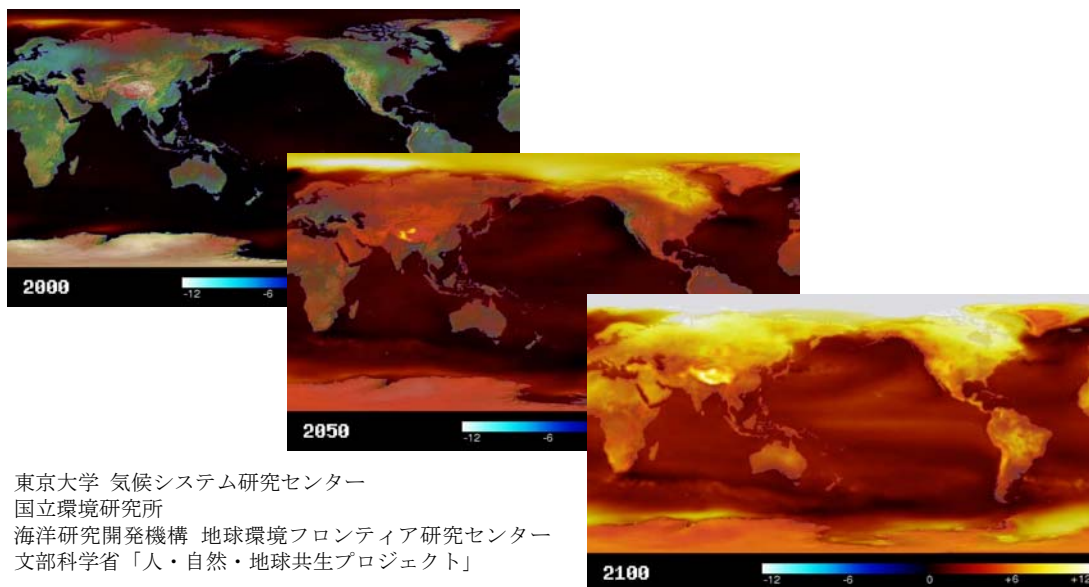 2000
-12 -6
2050
-12 -6
東京大学 気候システム研究センター
国立環境研究所
海洋研究開発機構 地球環境フロンティア研究センター
文部科学省「人・自然・地球共生プロジェクト」
2100
-12 -6 0 +6